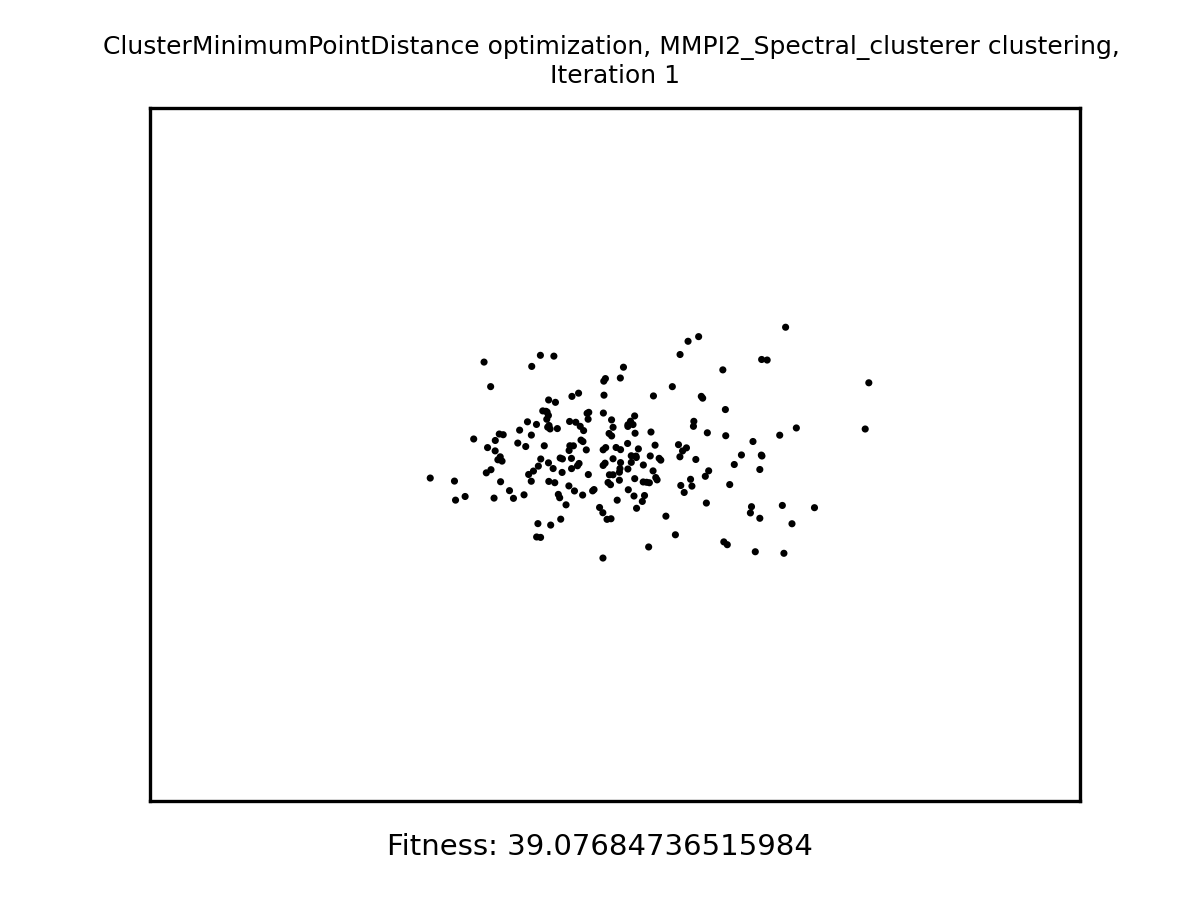 ClusterMinimumPointDistance optimization, MMPI2_Spectral_clusterer clustering,
Iteration 1
Fitness: 39.07684736515984